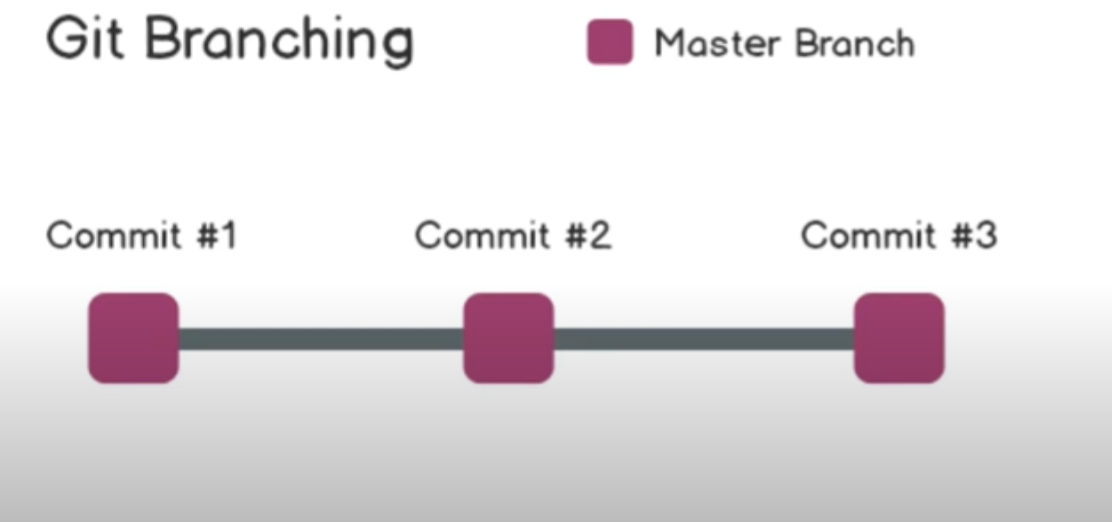 Git Branching
Master Branch
Commit #1
Commit #2
Commit #3